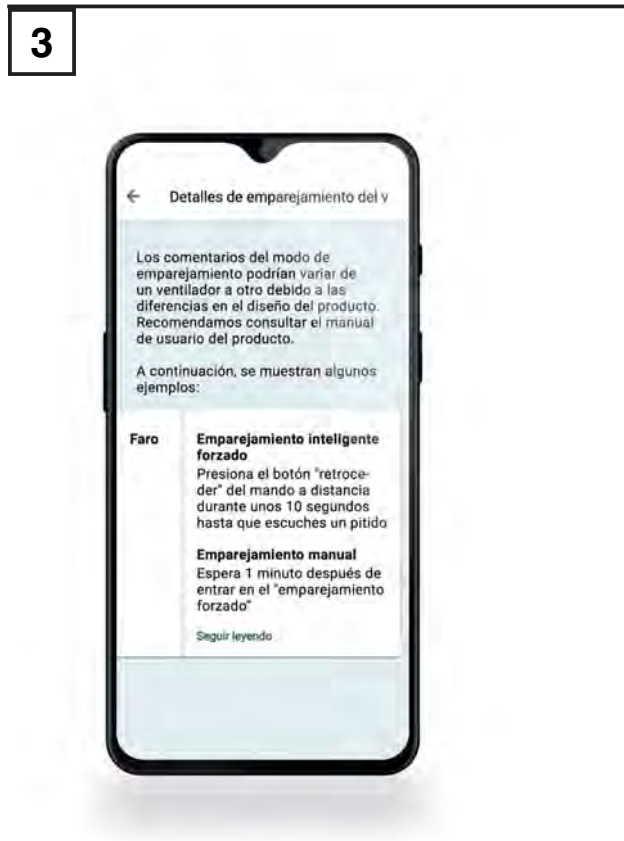 3
← Detalles de emparejamiento del v
Los comentarios del modo de
emparejamiento podrían variar de
un ventilador a otro debido a las
diferencias en el diseño del producto.
Recomendamos consultar el manual
de usuario del producto.
A continuación, se muestran algunos
ejemplos:
Faro
Emparejamiento inteligente
forzado
Presiona el botón "retroce-
der" del mando a distancia
durante unos 10 segundos
hasta que escuches un pitido
Emparejamiento manual
Espera 1 minuto después de
entrar en el "emparejamiento
forzado"
Seguir leyendo